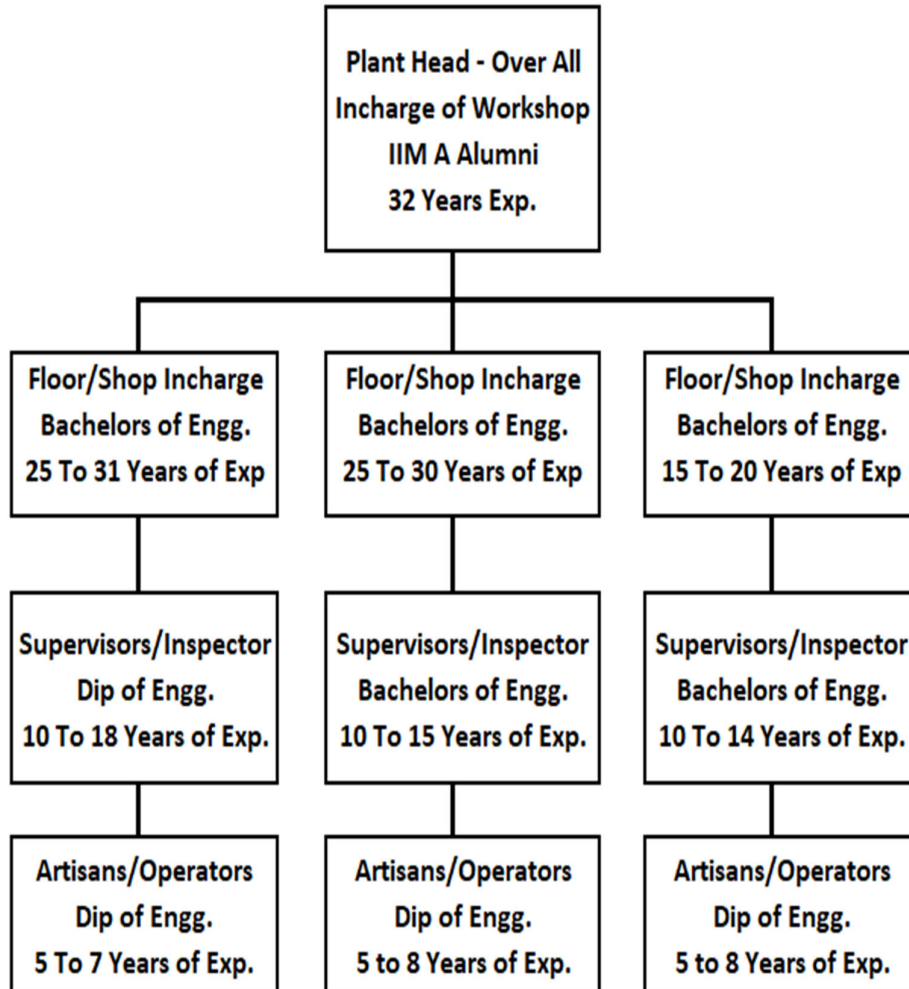 Plant Head - Over All
Incharge of Workshop
IIM A Alumni
32 Years Exp.
Floor/Shop Incharge
Bachelors of Engg.
25 To 31 Years of Exp
Floor/Shop Incharge
Bachelors of Engg.
25 To 30 Years of Exp
Floor/Shop Incharge
Bachelors of Engg.
15 To 20 Years of Exp
Supervisors/Inspector
Dip of Engg.
10 To 18 Years of Exp.
Supervisors/Inspector
Bachelors of Engg.
10 To 15 Years of Exp.
Supervisors/Inspector
Bachelors of Engg.
10 To 14 Years of Exp.
Artisans/Operators
Dip of Engg.
5 To 7 Years of Exp.
Artisans/Operators
Dip of Engg.
5 to 8 Years of Exp.
Artisans/Operators
Dip of Engg.
5 to 8 Years of Exp.